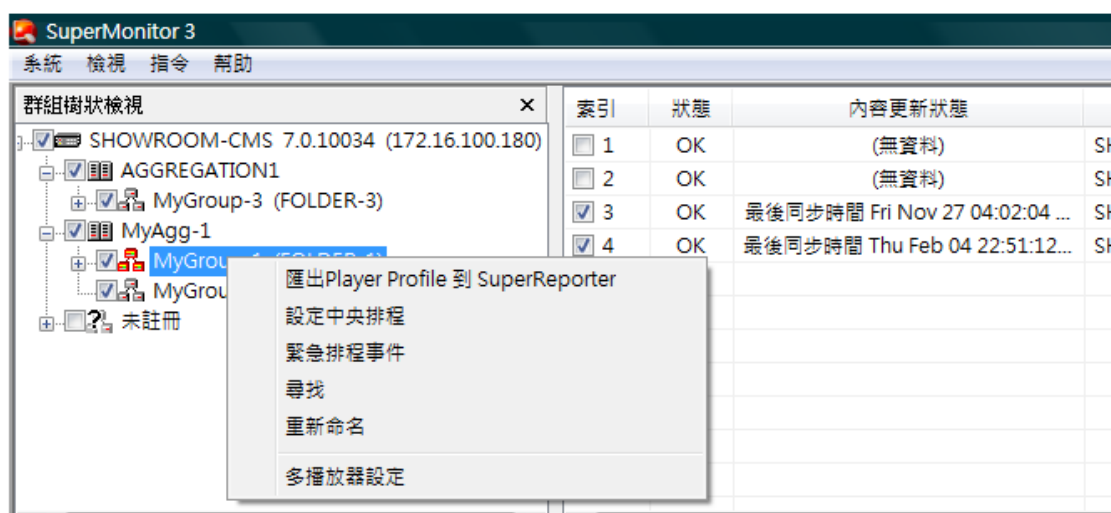 SuperMonitor 3
系統 檢視 指令 幫助
群組樹狀檢視
SHOWROOM-CMS 7.0.10034 (172.16.100.180)
AGGREGATION1
MyGroup-3 (FOLDER-3)
MyAgg-1
MyGrou
MyGrou
未註冊
匯出Player Profile 到 SuperReporter
設定中央排程
緊急排程事件
尋找
重新命名
多播放器設定
索引 狀態 內容更新狀態
1 OK (無資料)
2 OK (無資料)
3 OK 最後同步時間 Fri Nov 27 04:02:04 ...
4 OK 最後同步時間 Thu Feb 04 22:51:12...